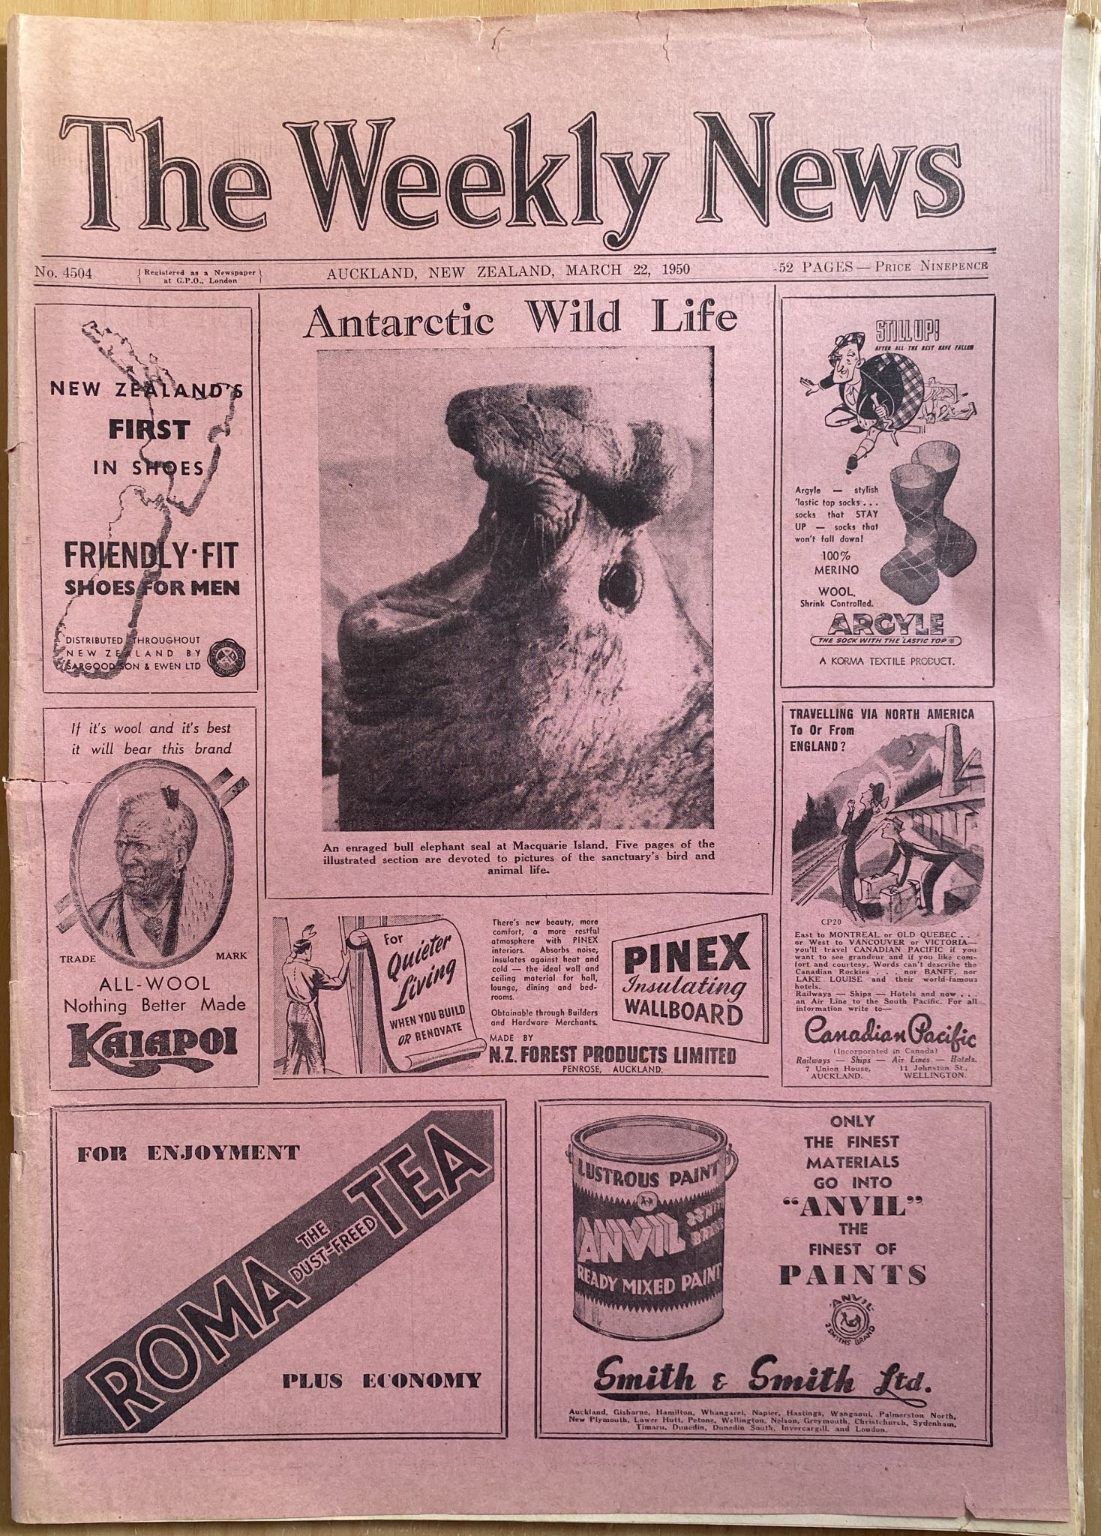 The Weekly News
No. 4504
Registered as a Newspaper
at G.P.O., London
AUCKLAND, NEW ZEALAND, MARCH 22, 1950
52 PAGES — PRICE NINEPENCE
NEW ZEALAND'S
FIRST
IN SHOES
FRIENDLY·FIT
SHOES FOR MEN
DISTRIBUTED THROUGHOUT
NEW ZEALAND BY
SARGOOD SON & EWEN LTD
If it's wool and it's best
it will bear this brand
TRADE MARK
ALL-WOOL
Nothing Better Made
KAIAPOI
Antarctic Wild Life
An enraged bull elephant seal at Macquarie Island. Five pages of the
illustrated section are devoted to pictures of the sanctuary's bird and
animal life.
STILL UP!
AFTER ALL THE REST HAVE FALLEN
Argyle — stylish
'lastic top socks . . .
socks that STAY
UP — socks that
won't fall down!
100%
MERINO
WOOL,
Shrink Controlled.
ARGYLE
THE SOCK WITH THE 'LASTIC TOP
A KORMA TEXTILE PRODUCT.
TRAVELLING VIA NORTH AMERICA
To Or From
ENGLAND?
CP20
East to MONTREAL or OLD QUEBEC . .
or West to VANCOUVER or VICTORIA—
you'll travel CANADIAN PACIFIC if you
want to see grandeur and if you like com-
fort and courtesy. Words can't describe the
Canadian Rockies . . . nor BANFF, nor
LAKE LOUISE and their world-famous
hotels.
Railways — Ships — Hotels and now . .
an Air Line to the South Pacific. For all
information write to—
Canadian Pacific
(Incorporated in Canada)
Railways — Ships — Air Lines — Hotels.
7 Union House, 11 Johnston St.,
AUCKLAND. WELLINGTON.
For
Quieter
Living
WHEN YOU BUILD
OR RENOVATE
There's new beauty, more
comfort, a more restful
atmosphere with PINEX
interiors. Absorbs noise,
insulates against heat and
cold — the ideal wall and
ceiling material for hall,
lounge, dining and bed-
rooms.
Obtainable through Builders
and Hardware Merchants.
MADE BY
N.Z. FOREST PRODUCTS LIMITED
PENROSE, AUCKLAND.
PINEX
Insulating
WALLBOARD
FOR ENJOYMENT
ROMA THE DUST-FREED TEA
PLUS ECONOMY
LUSTROUS PAINT
ANVIL
READY MIXED PAINT
ONLY
THE FINEST
MATERIALS
GO INTO
"ANVIL"
THE
FINEST OF
PAINTS
ANVIL
Smith & Smith Ltd.
Auckland, Gisborne, Hamilton, Whangarei, Napier, Hastings, Wanganui, Palmerston North,
New Plymouth, Lower Hutt, Petone, Wellington, Nelson, Greymouth, Christchurch, Sydenham,
Timaru, Dunedin, Dunedin South, Invercargill, and London.